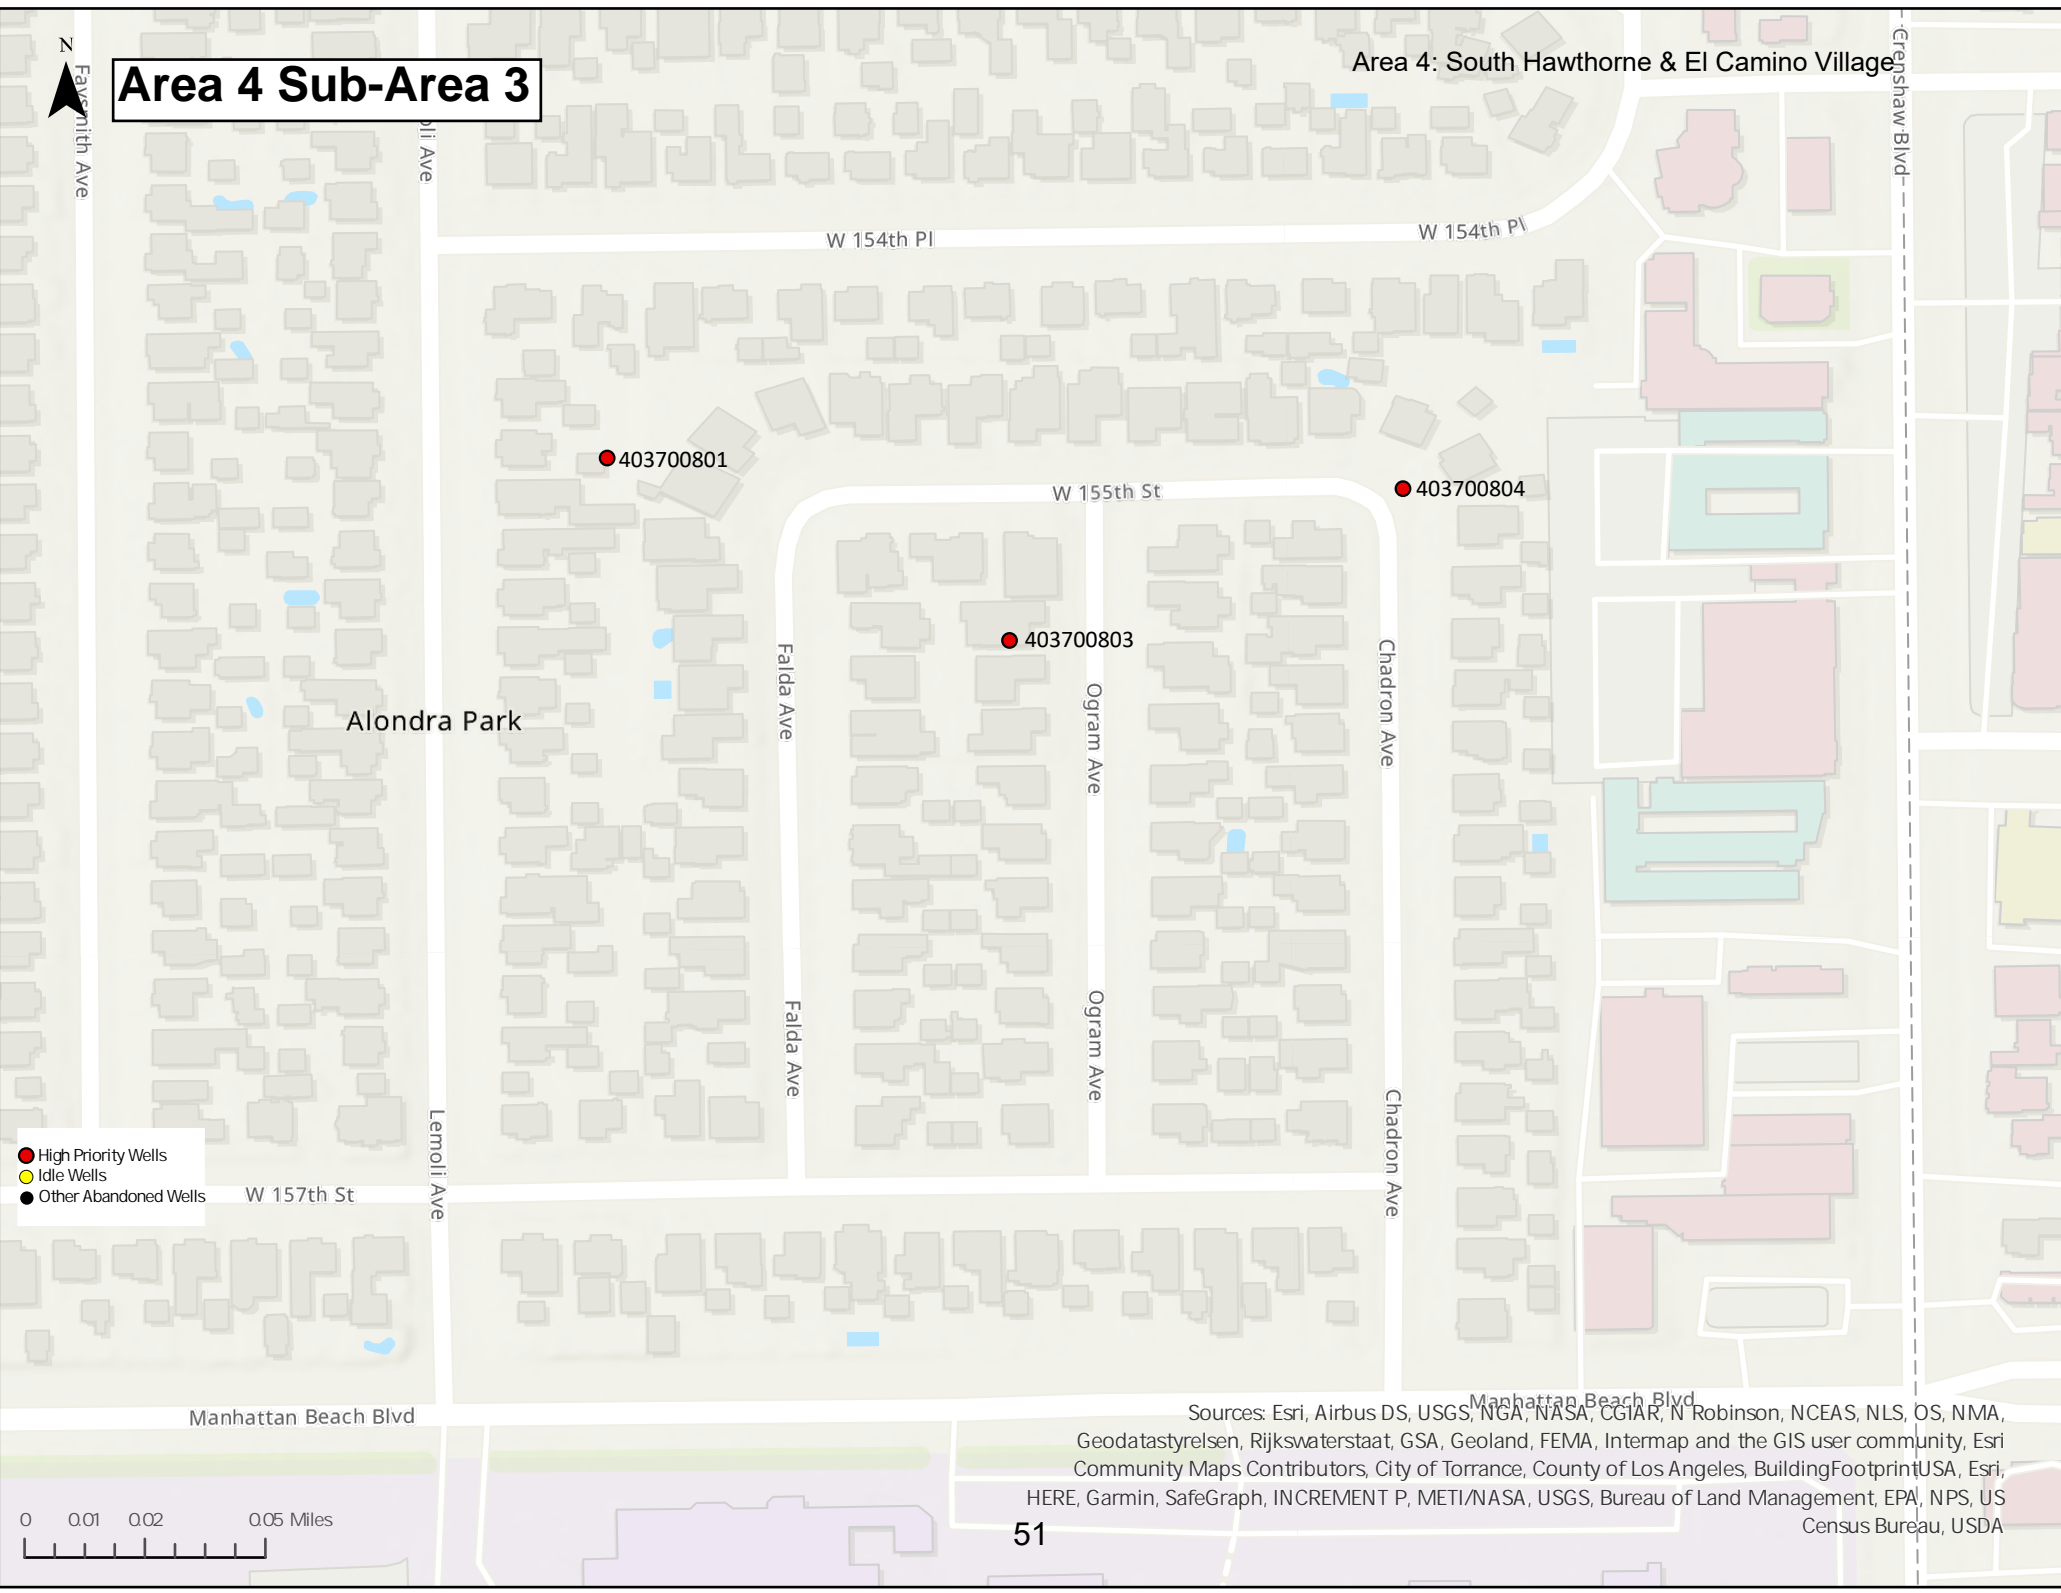 N
Area 4 Sub-Area 3
Area 4: South Hawthorne & El Camino Village
Crenshaw Blvd
Ave
oli Ave
W 154th Pl
W 154th Pl
403700801
W 155th St
403700804
403700803
Alondra Park
Falda Ave
Ogram Ave
Chadron Ave
Falda Ave
Ogram Ave
Chadron Ave
Lemoli Ave
High Priority Wells
Idle Wells
Other Abandoned Wells
W 157th St
Manhattan Beach Blvd
Manhattan Beach Blvd
Sources: Esri, Airbus DS, USGS, NGA, NASA, CGIAR, N Robinson, NCEAS, NLS, OS, NMA,
Geodatastyrelsen, Rijkswaterstaat, GSA, Geoland, FEMA, Intermap and the GIS user community, Esri
Community Maps Contributors, City of Torrance, County of Los Angeles, BuildingFootprintUSA, Esri,
HERE, Garmin, SafeGraph, INCREMENT P, METI/NASA, USGS, Bureau of Land Management, EPA, NPS, US
Census Bureau, USDA
0 0.01 0.02 0.05 Miles
51